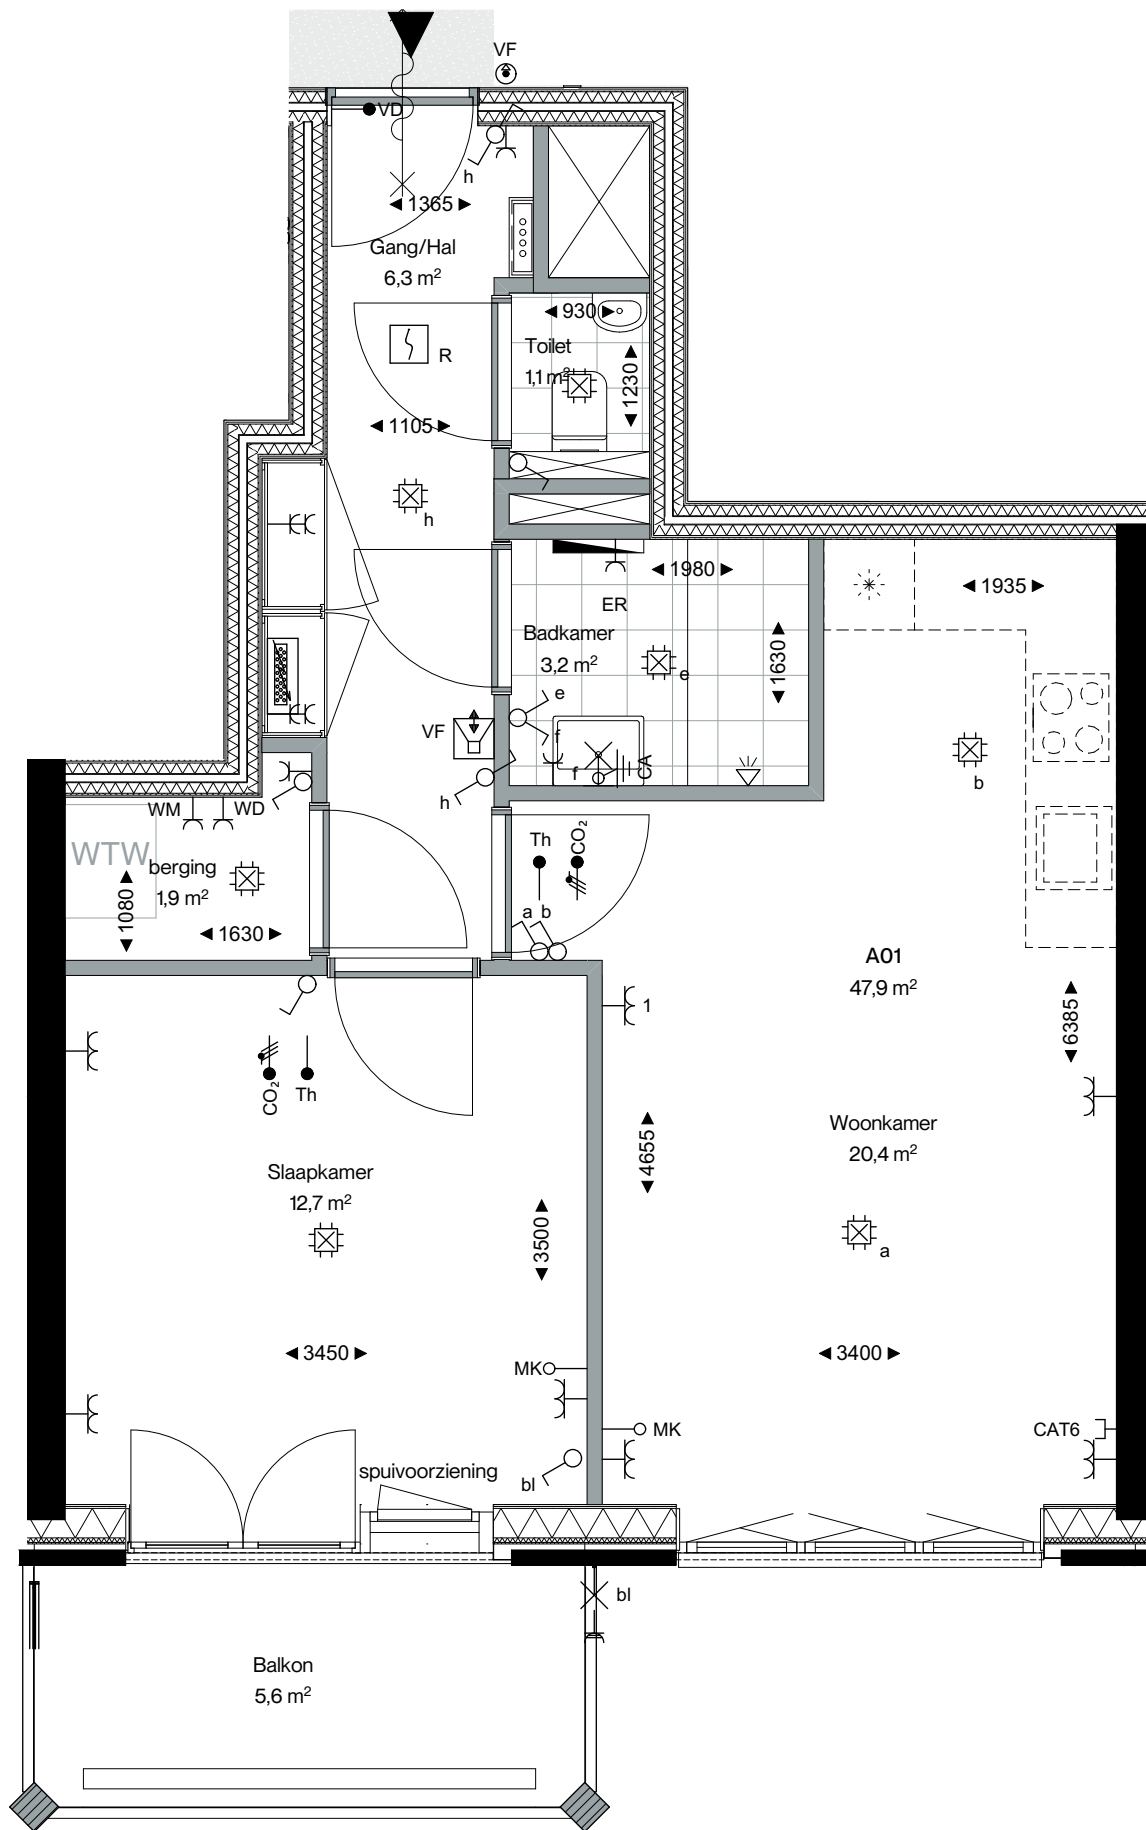 VF
VD
h
1365
Gang/Hal
6,3 m²
930
Toilet
1,1 m²
1230
R
1105
h
1980
1935
ER
Badkamer
3,2 m²
1630
e
e
f
VF
f
CA
h
b
WM
WD
WTW
berging
1,9 m²
1080
1630
Th
CO₂
a b
A01
47,9 m²
1
6385
CO₂
Th
Woonkamer
20,4 m²
4655
Slaapkamer
12,7 m²
3500
a
3450
3400
MK
MK
CAT6
bl
spuivoorziening
bl
Balkon
5,6 m²